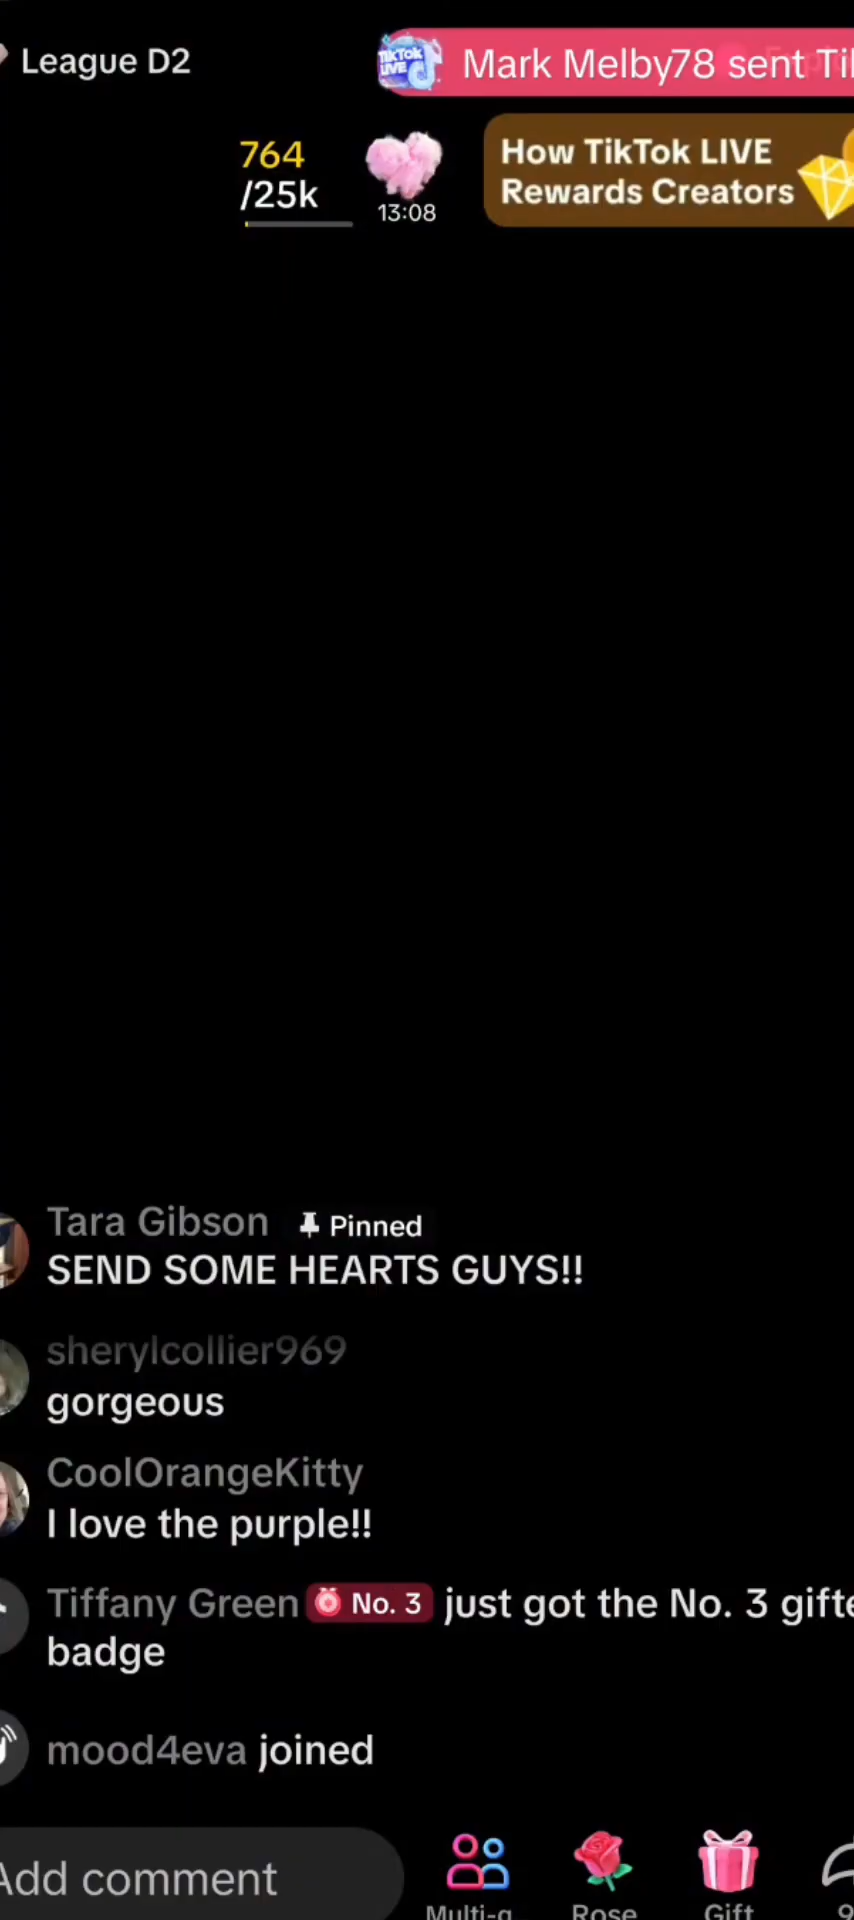 League D2
Mark Melby78 sent
764
/25k
13:08
How TikTok LIVE
Rewards Creators
Tara Gibson Pinned
SEND SOME HEARTS GUYS!!
sherylcollier969
gorgeous
CoolOrangeKitty
I love the purple!!
Tiffany Green No. 3 just got the No. 3 gifte
badge
mood4eva joined
Add comment
Rose
Gift